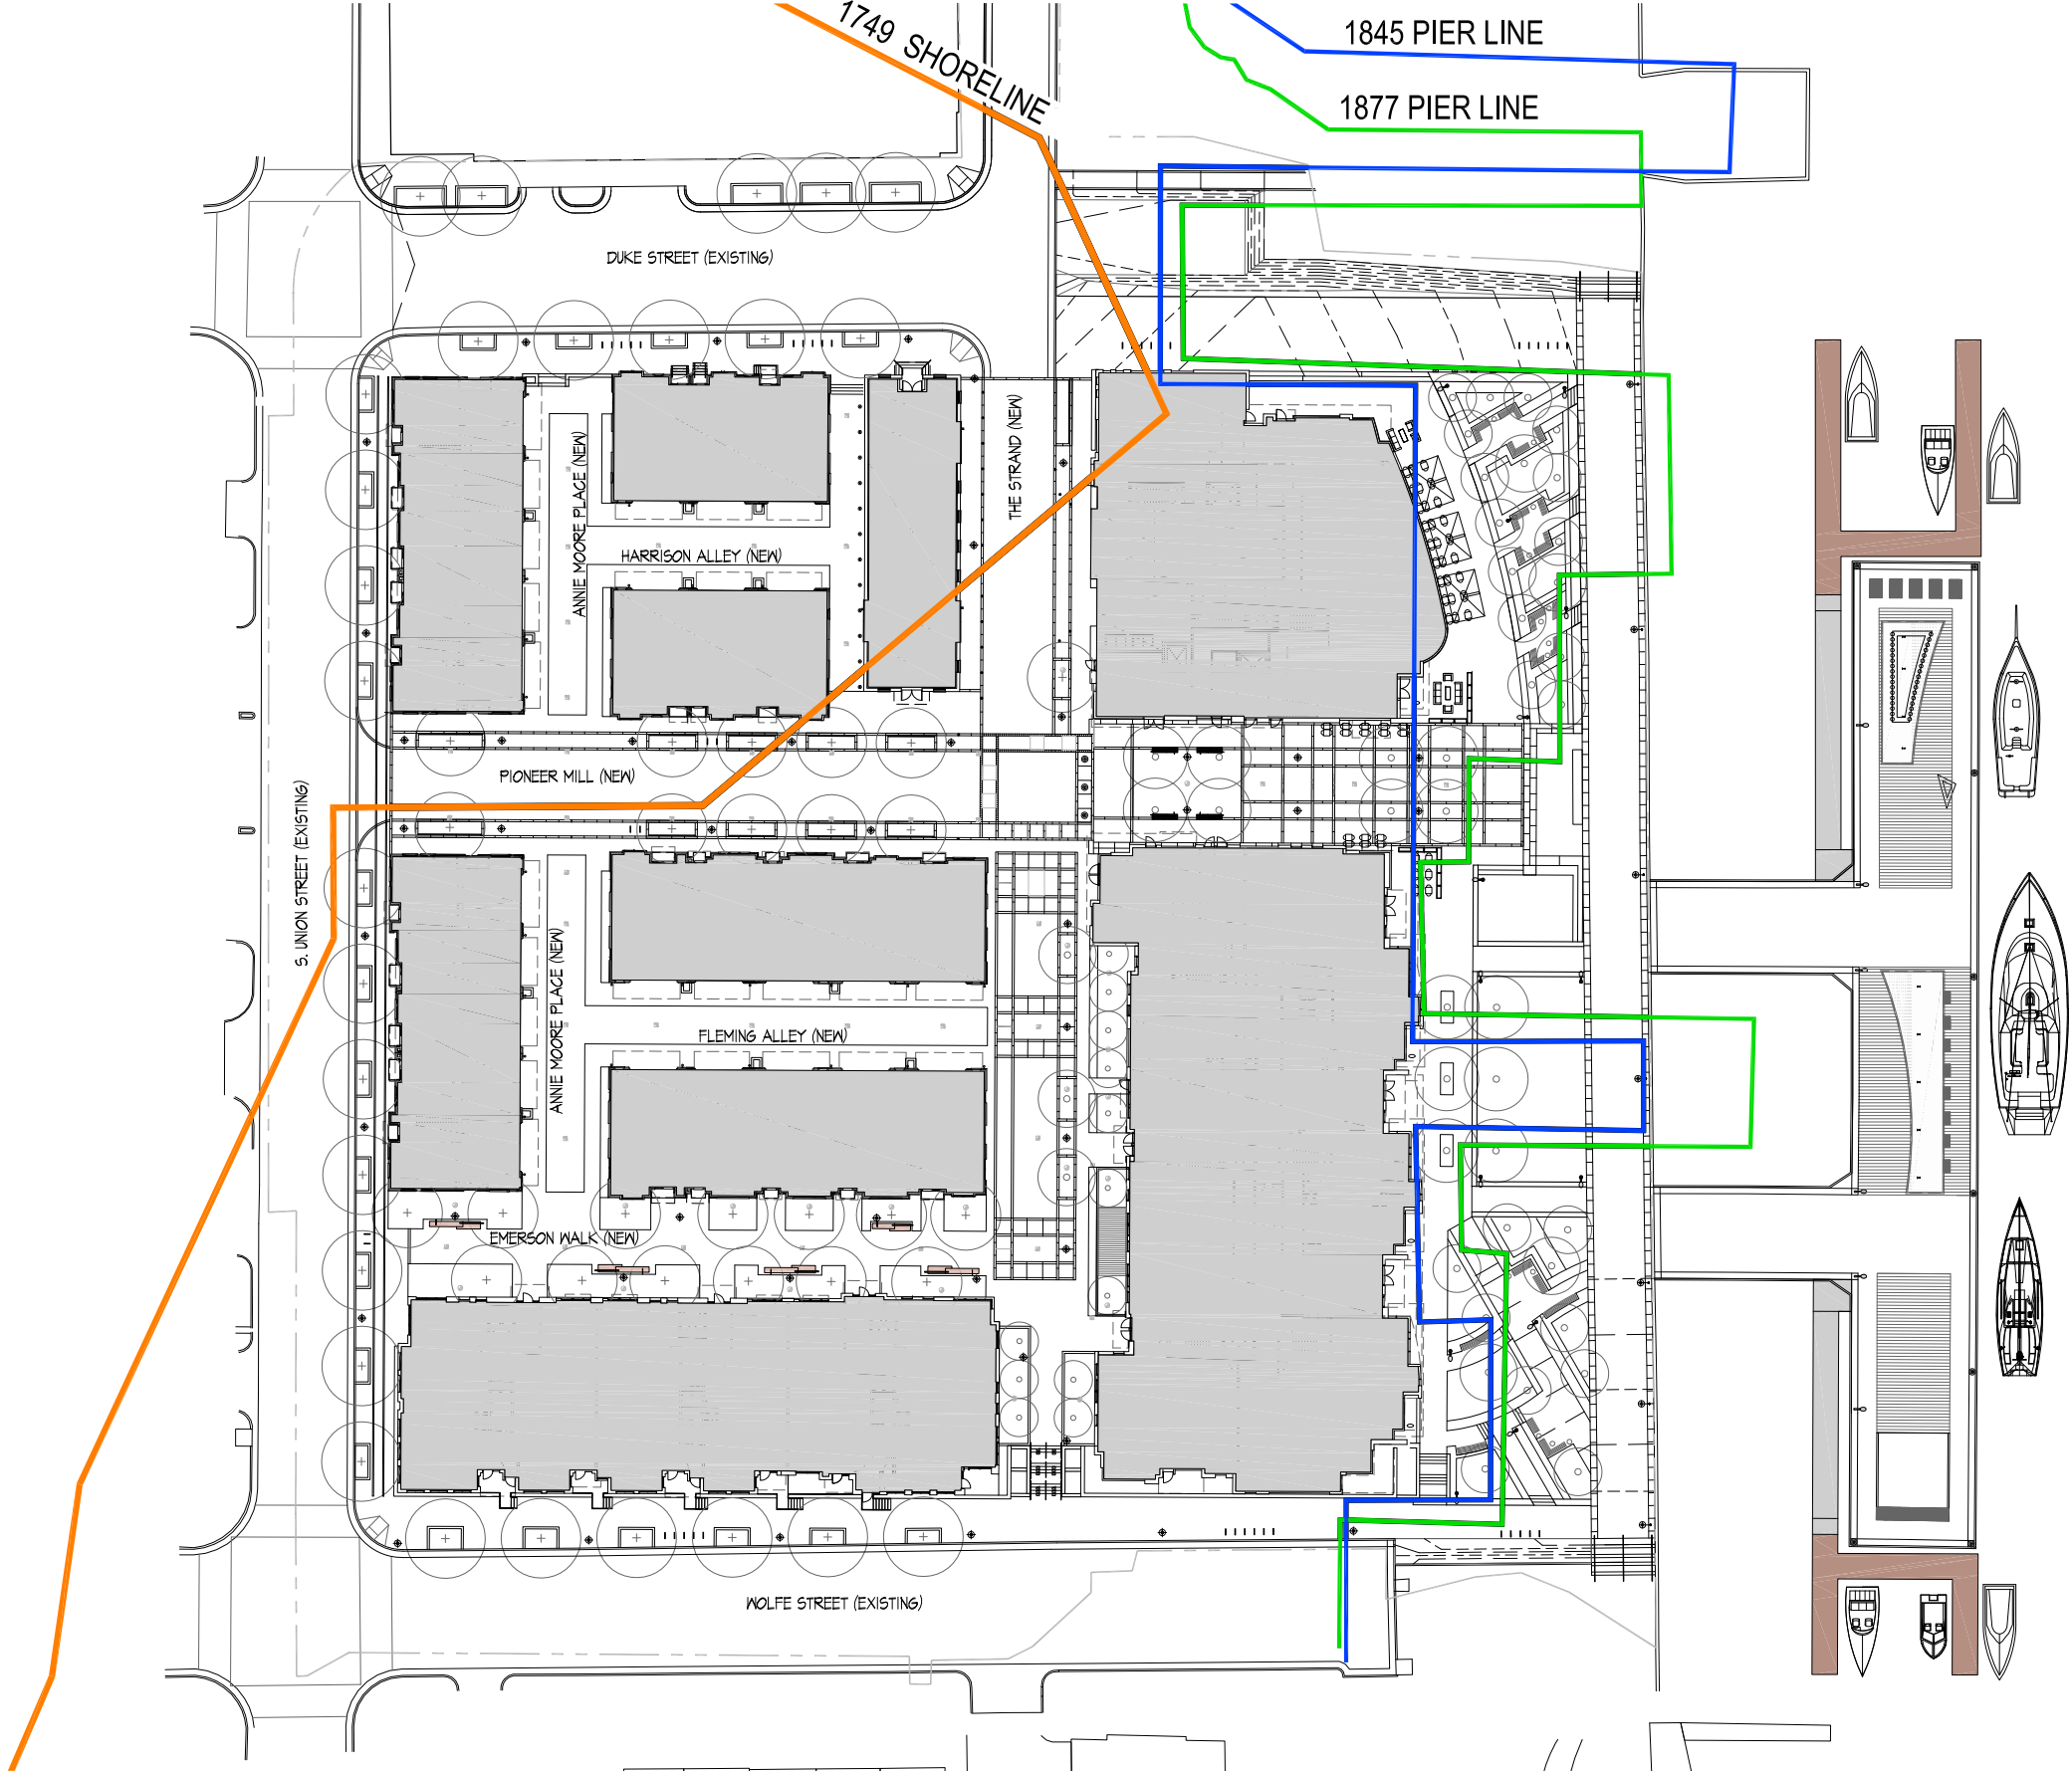 1749 SHORELINE
1845 PIER LINE
1877 PIER LINE
DUKE STREET (EXISTING)
THE STRAND (NEW)
ANNIE MOORE PLACE (NEW)
HARRISON ALLEY (NEW)
PIONEER MILL (NEW)
S. UNION STREET (EXISTING)
ANNIE MOORE PLACE (NEW)
FLEMING ALLEY (NEW)
EMERSON WALK (NEW)
WOLFE STREET (EXISTING)